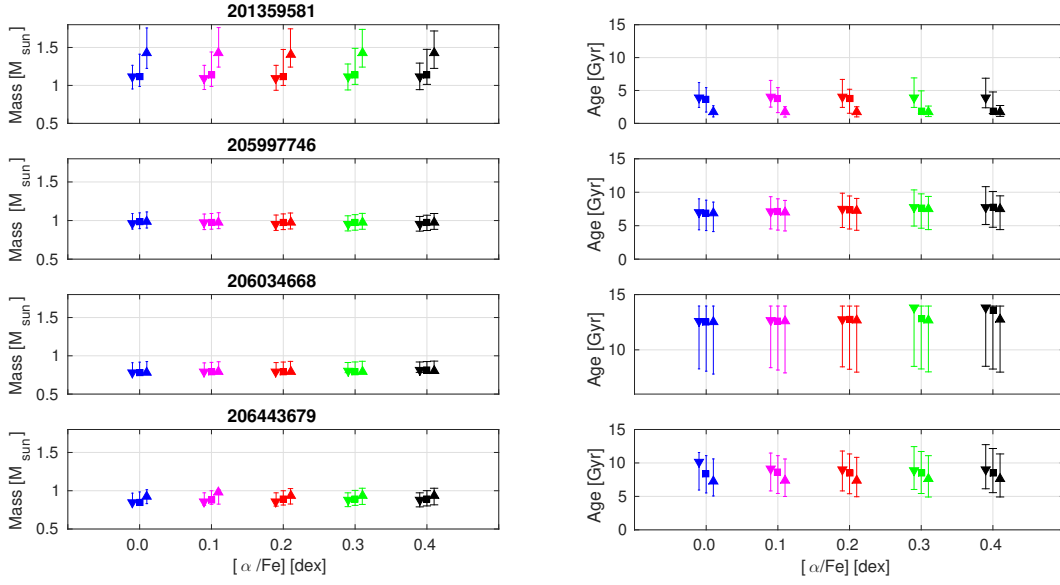 201359581
Mass [M sun]
1.5
1
0.5
Age [Gyr]
15
10
5
0
205997746
Mass [M sun]
1.5
1
0.5
Age [Gyr]
15
10
5
0
206034668
Mass [M sun]
1.5
1
0.5
Age [Gyr]
15
10
206443679
Mass [M sun]
1.5
1
0.5
0.0 0.1 0.2 0.3 0.4
[ α /Fe] [dex]
Age [Gyr]
15
10
5
0
0.0 0.1 0.2 0.3 0.4
[ α/Fe] [dex]